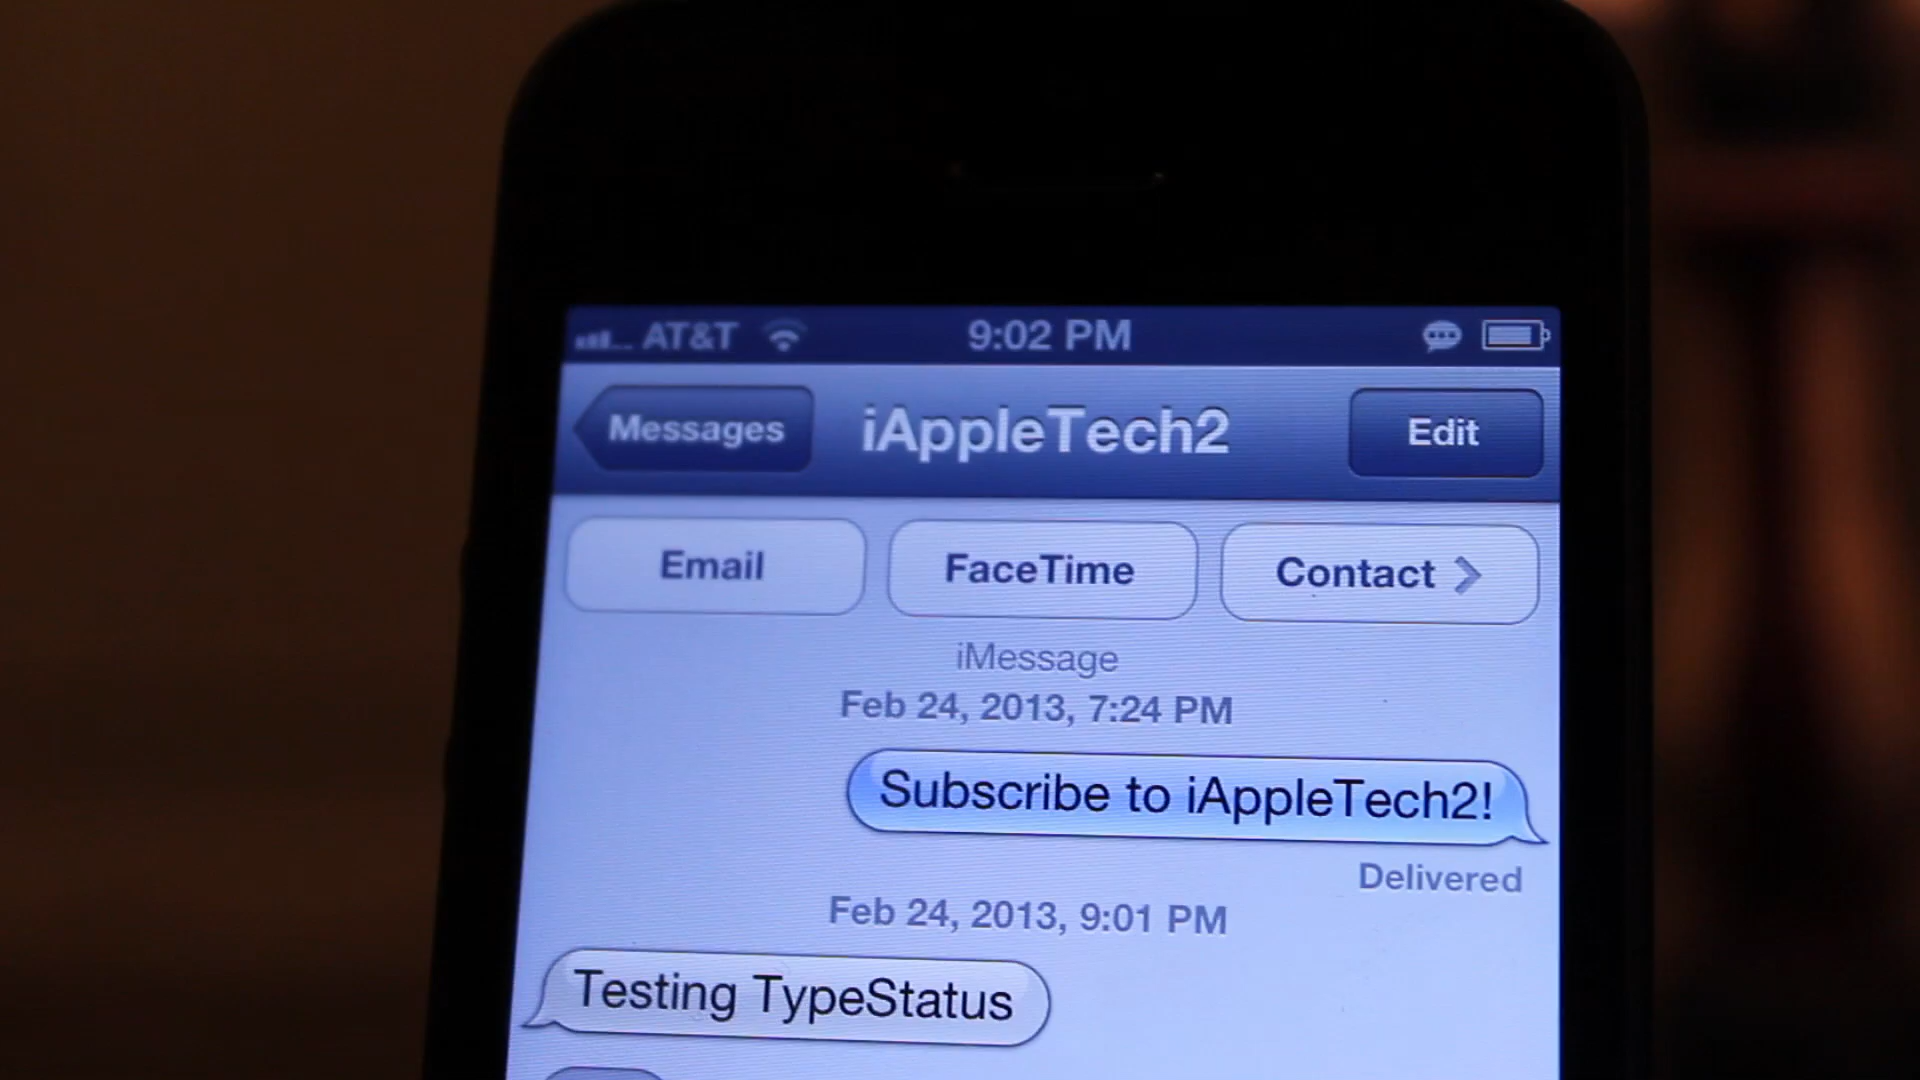 AT&T 9:02 PM
Messages iAppleTech2 Edit
Email FaceTime Contact
iMessage
Feb 24, 2013, 7:24 PM
Subscribe to iAppleTech2!
Delivered
Feb 24, 2013, 9:01 PM
Testing TypeStatus